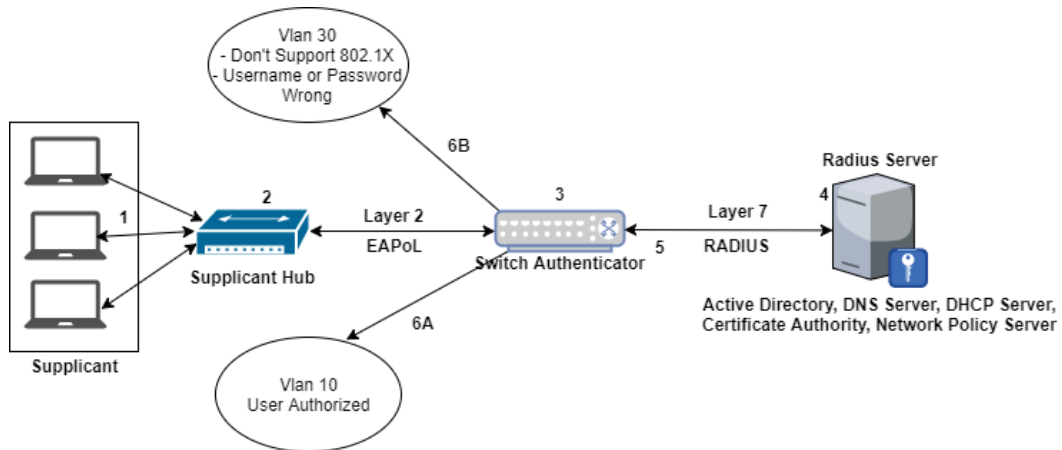 Vlan 30
- Don't Support 802.1X
- Username or Password
Wrong
6B
Radius Server
1
2
Layer 2
EAPoL
3
Layer 7
4
5
RADIUS
Supplicant Hub
Switch Authenticator
Active Directory, DNS Server, DHCP Server,
Certificate Authority, Network Policy Server
6A
Supplicant
Vlan 10
User Authorized